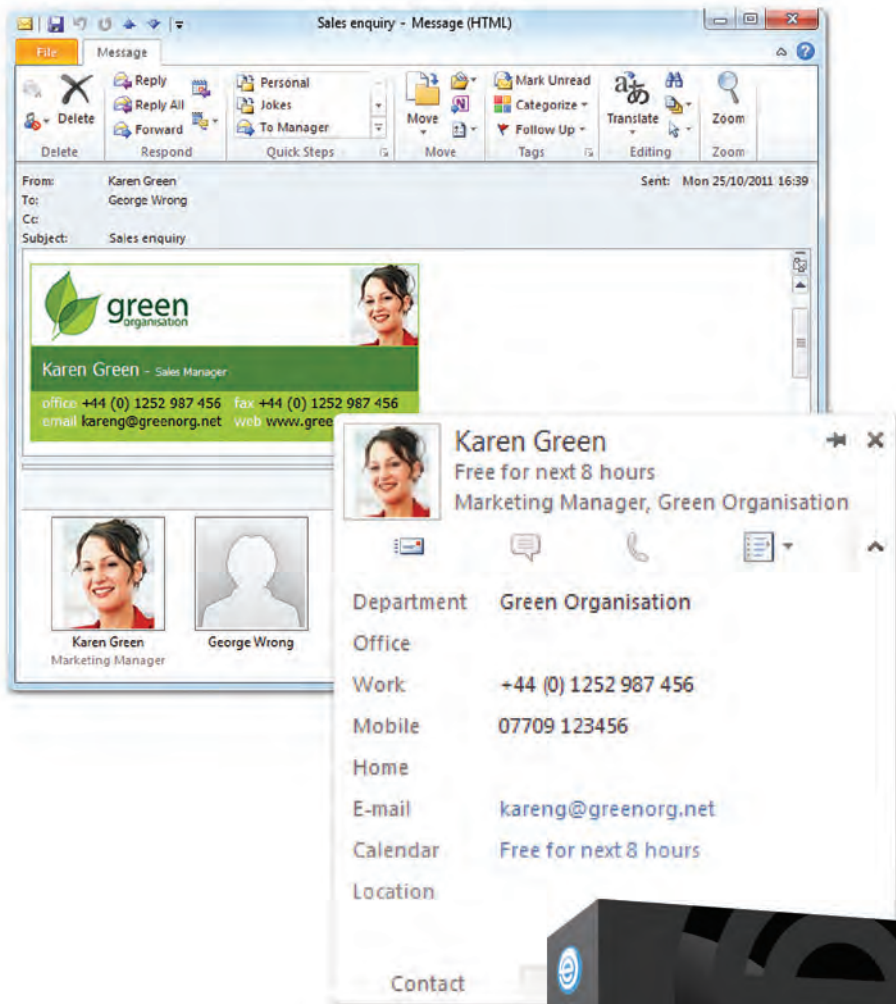 Sales enquiry - Message (HTML)
File Message
Delete
Reply
Reply All
Forward
Personal
Jokes
To Manager
Move
Mark Unread
Categorize
Follow Up
Translate
Zoom
Delete Respond Quick Steps Move Tags Editing Zoom
From: Karen Green Sent: Mon 25/10/2011 16:39
To: George Wrong
Cc:
Subject: Sales enquiry
green
organisation
Karen Green - Sales Manager
office +44 (0) 1252 987 456 fax +44 (0) 1252 987 456
email kareng@greenorg.net web www.gree
Karen Green
Marketing Manager
George Wrong
Karen Green
Free for next 8 hours
Marketing Manager, Green Organisation
Department Green Organisation
Office
Work +44 (0) 1252 987 456
Mobile 07709 123456
Home
E-mail kareng@greenorg.net
Calendar Free for next 8 hours
Location
Contact